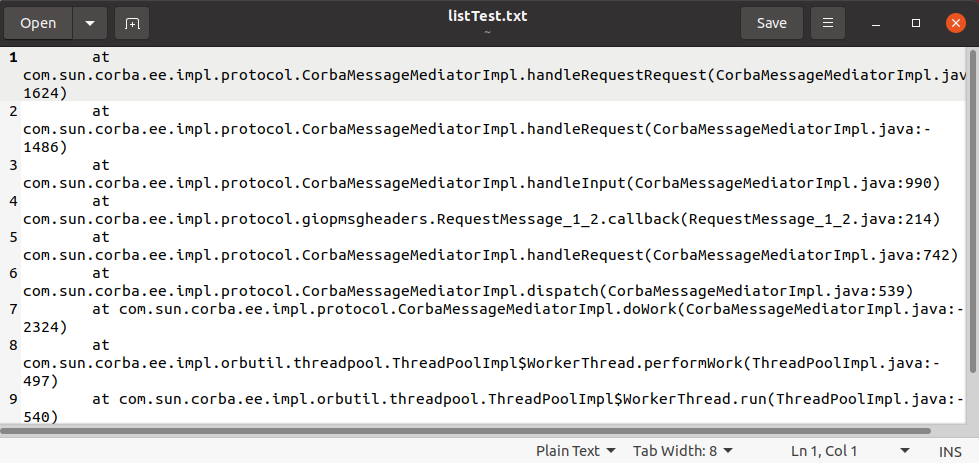 Open
listTest.txt
~
Save
1 at
com.sun.corba.ee.impl.protocol.CorbaMessageMediatorImpl.handleRequestRequest(CorbaMessageMediatorImpl.jav
1624)
2 at
com.sun.corba.ee.impl.protocol.CorbaMessageMediatorImpl.handleRequest(CorbaMessageMediatorImpl.java:-
1486)
3 at
com.sun.corba.ee.impl.protocol.CorbaMessageMediatorImpl.handleInput(CorbaMessageMediatorImpl.java:990)
4 at
com.sun.corba.ee.impl.protocol.giopmsgheaders.RequestMessage_1_2.callback(RequestMessage_1_2.java:214)
5 at
com.sun.corba.ee.impl.protocol.CorbaMessageMediatorImpl.handleRequest(CorbaMessageMediatorImpl.java:742)
6 at
com.sun.corba.ee.impl.protocol.CorbaMessageMediatorImpl.dispatch(CorbaMessageMediatorImpl.java:539)
7 at com.sun.corba.ee.impl.protocol.CorbaMessageMediatorImpl.doWork(CorbaMessageMediatorImpl.java:-
2324)
8 at
com.sun.corba.ee.impl.orbutil.threadpool.ThreadPoolImpl$WorkerThread.performWork(ThreadPoolImpl.java:-
497)
9 at com.sun.corba.ee.impl.orbutil.threadpool.ThreadPoolImpl$WorkerThread.run(ThreadPoolImpl.java:-
540)
Plain Text Tab Width: 8 Ln 1, Col 1 INS